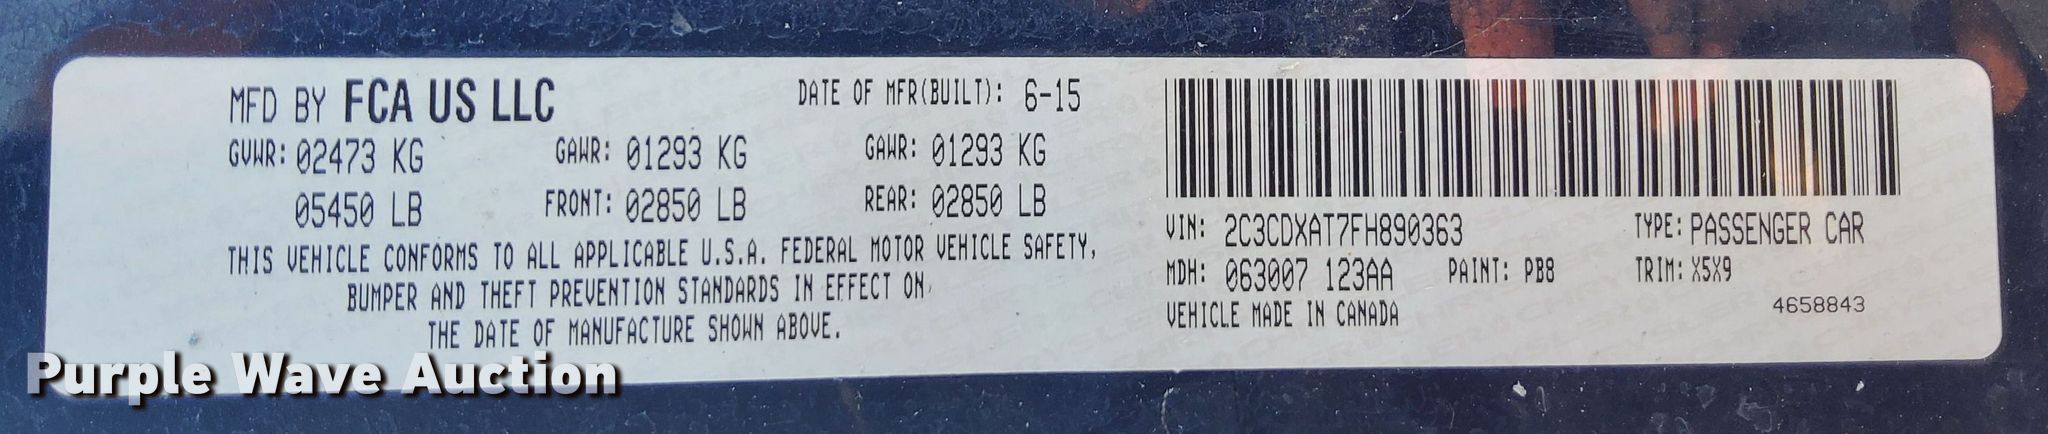 MFD BY FCA US LLC DATE OF MFR(BUILT): 6-15
GVWR: 02473 KG GAWR: 01293 KG GAWR: 01293 KG
05450 LB FRONT: 02850 LB REAR: 02850 LB
THIS VEHICLE CONFORMS TO ALL APPLICABLE U.S.A. FEDERAL MOTOR VEHICLE SAFETY,
BUMPER AND THEFT PREVENTION STANDARDS IN EFFECT ON
THE DATE OF MANUFACTURE SHOWN ABOVE.
VIN: 2C3CDXAT7FH890363 TYPE: PASSENGER CAR
MDH: 063007 123AA PAINT: PB8 TRIM: X5X9
VEHICLE MADE IN CANADA 4658843
Purple Wave Auction